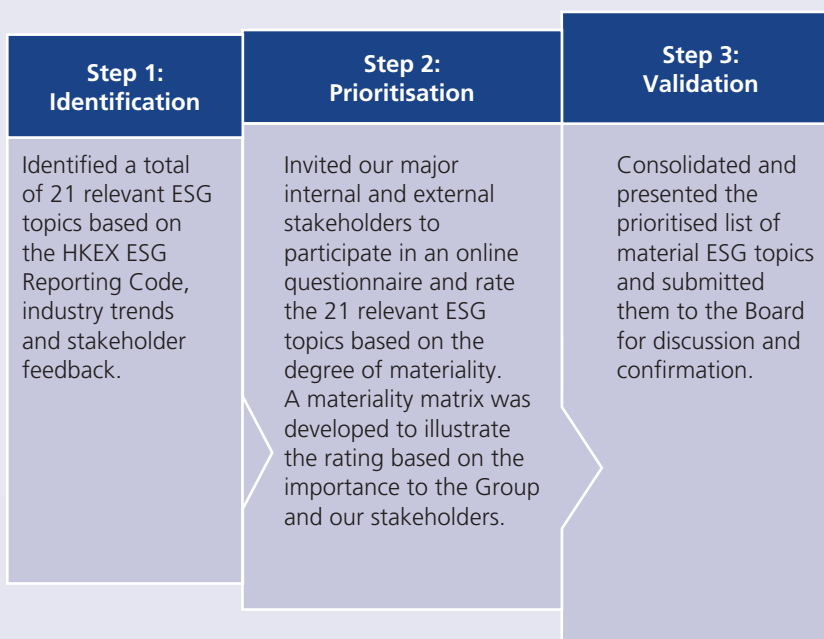 Step 1:
Identification
Identified a total
of 21 relevant ESG
topics based on
the HKEX ESG
Reporting Code,
industry trends
and stakeholder
feedback.
Step 2:
Prioritisation
Invited our major
internal and external
stakeholders to
participate in an online
questionnaire and rate
the 21 relevant ESG
topics based on the
degree of materiality.
A materiality matrix was
developed to illustrate
the rating based on the
importance to the Group
and our stakeholders.
Step 3:
Validation
Consolidated and
presented the
prioritised list of
material ESG topics
and submitted
them to the Board
for discussion and
confirmation.